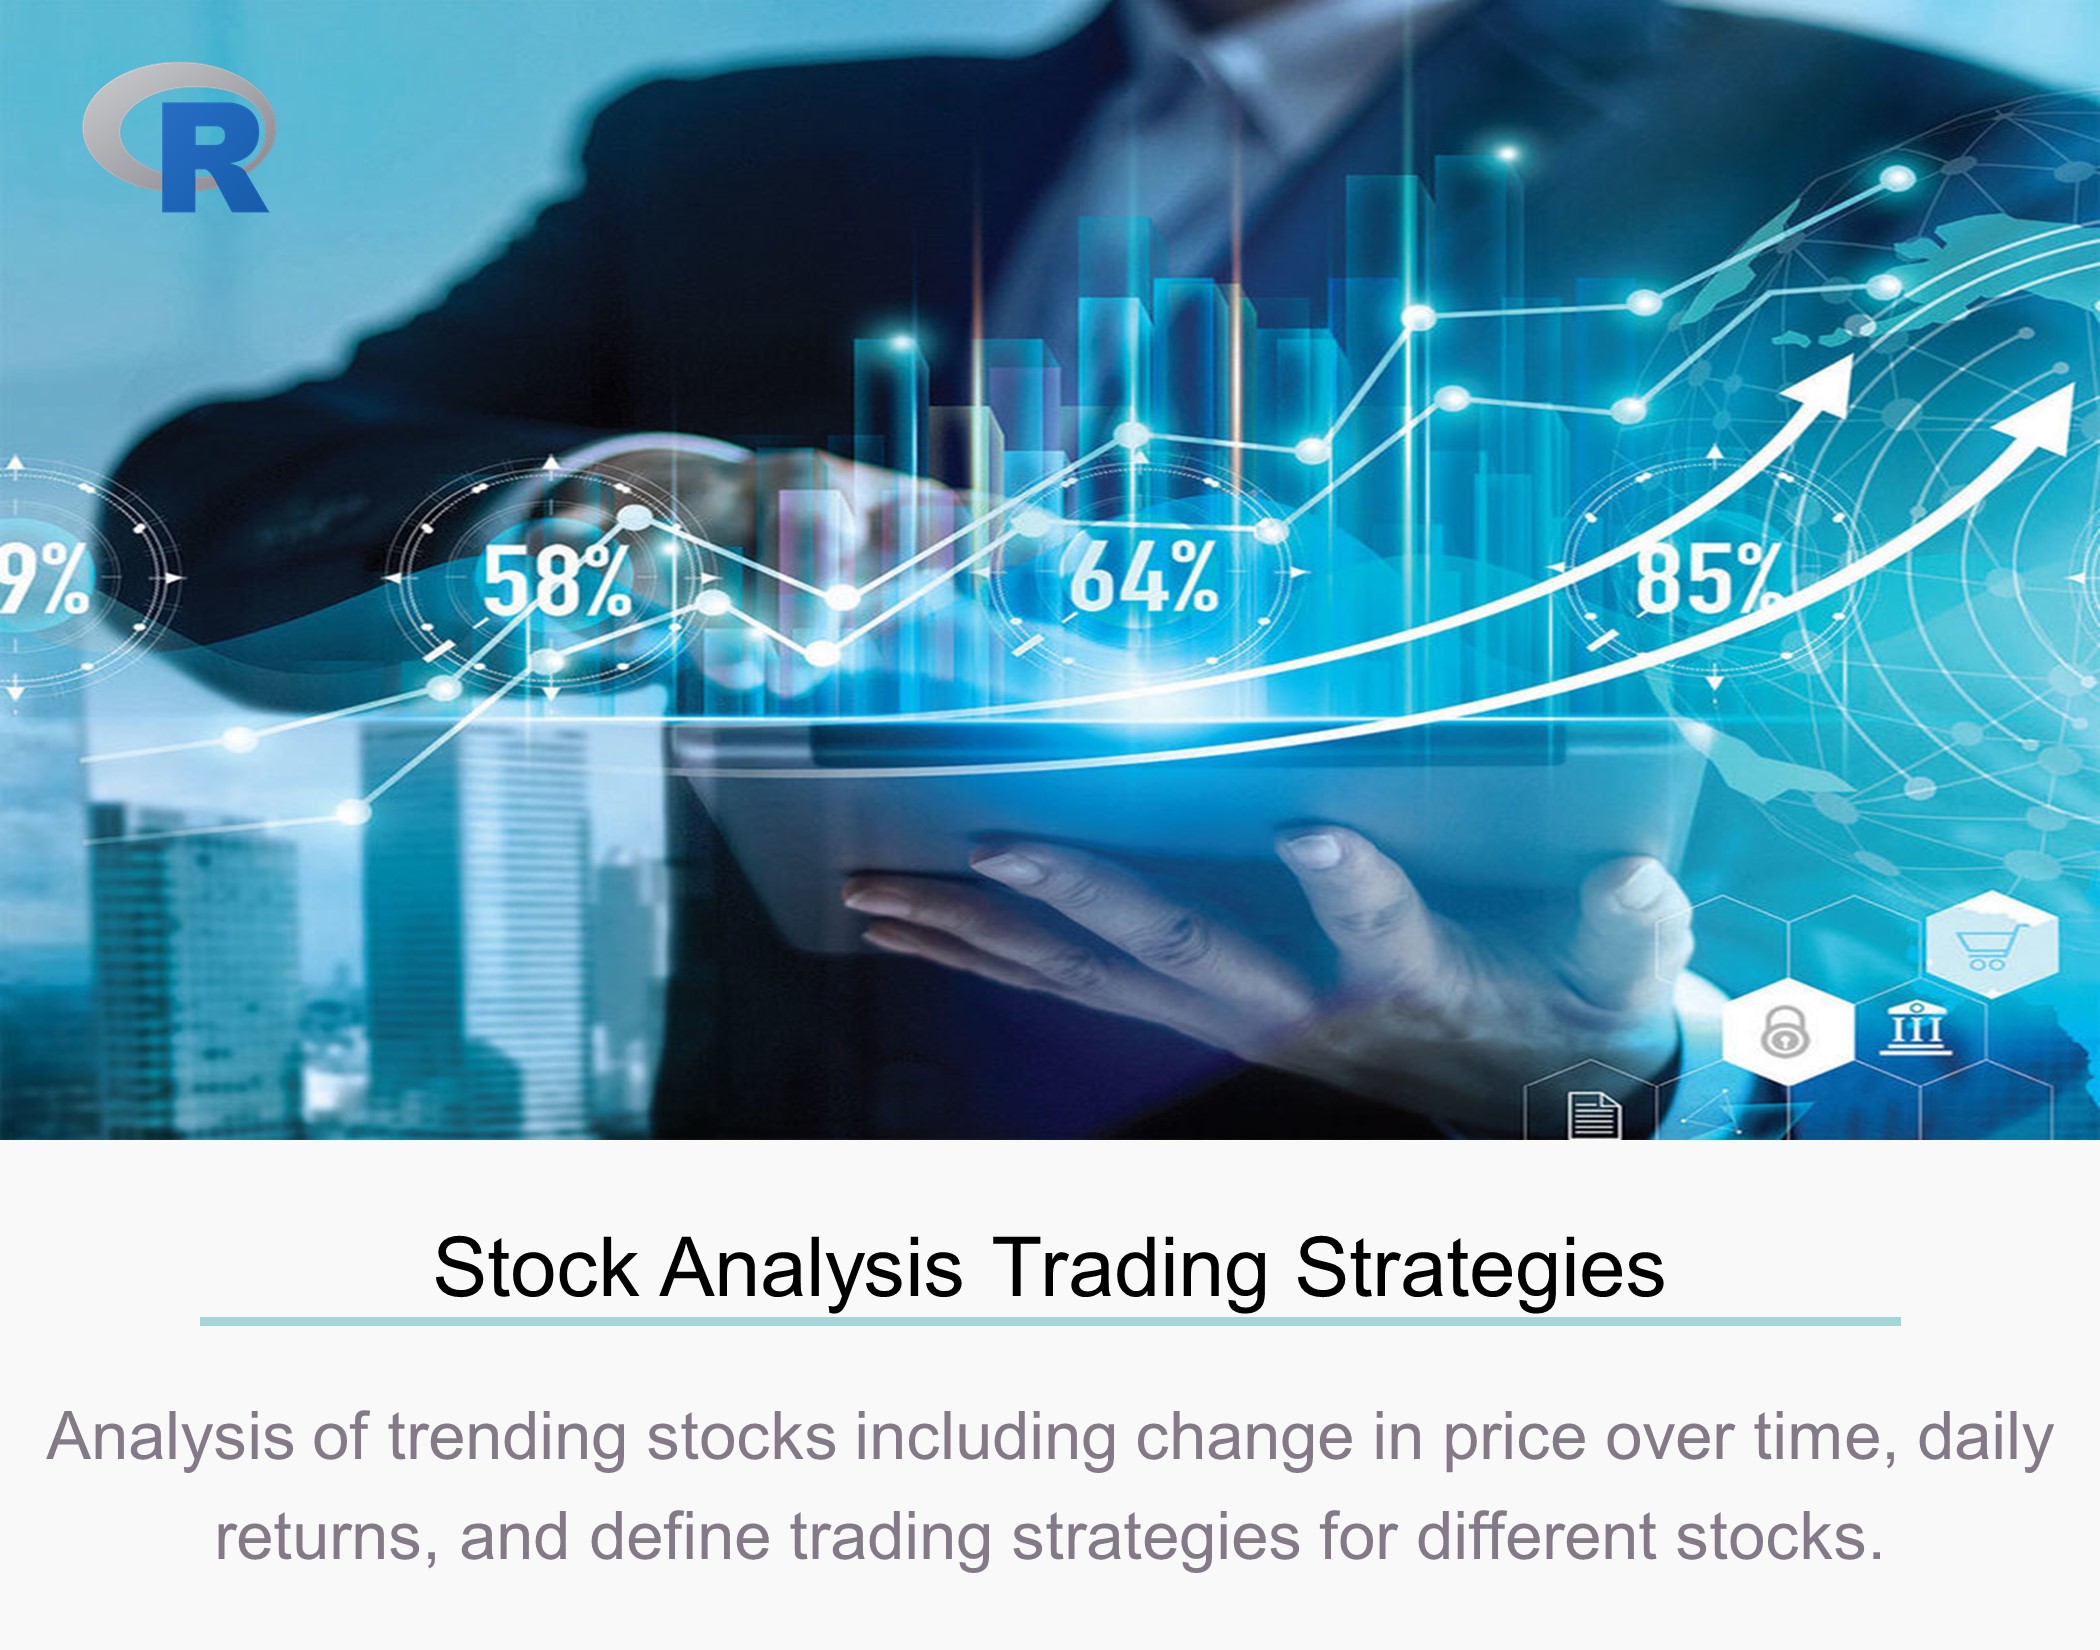 R
9% 58% 64% 85%
Stock Analysis Trading Strategies
Analysis of trending stocks including change in price over time, daily
returns, and define trading strategies for different stocks.